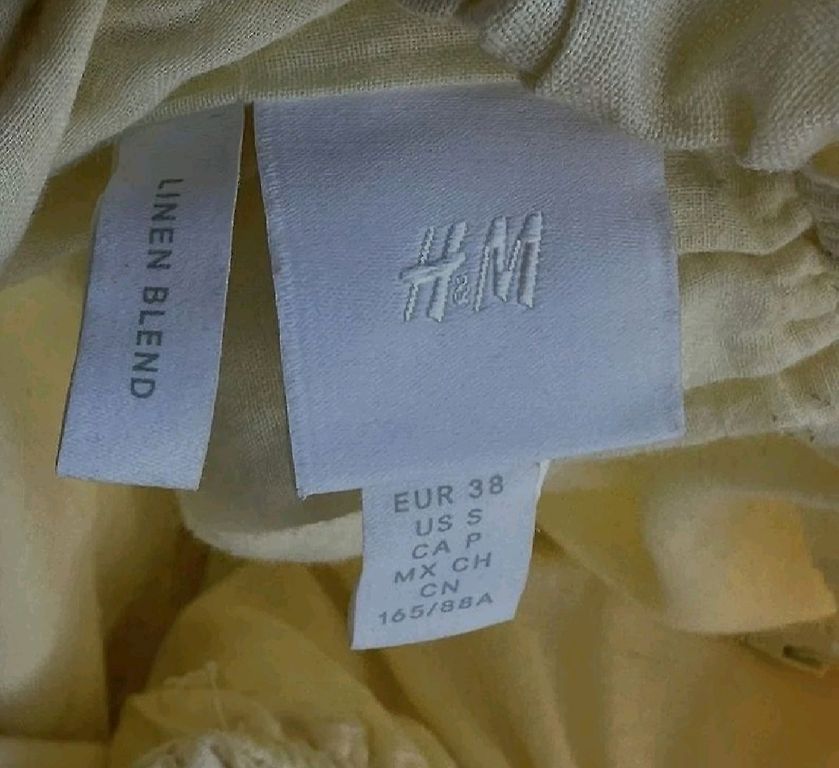 LINEN BLEND
H&M
EUR 38
US S
CA P
MX CH
CN
165/88A